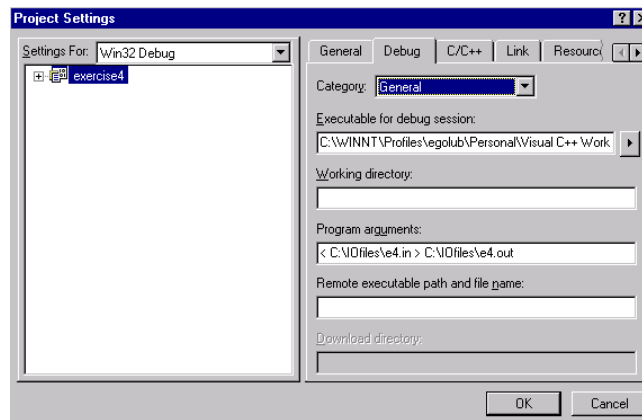 Project Settings
Settings For: Win32 Debug
exercise4
General Debug C/C++ Link Resourc
Category: General
Executable for debug session:
C:\WINNT\Profiles\egolub\Personal\Visual C++ Work
Working directory:
Program arguments:
< C:\IOfiles\e4.in > C:\IOfiles\e4.out
Remote executable path and file name:
Download directory:
OK Cancel